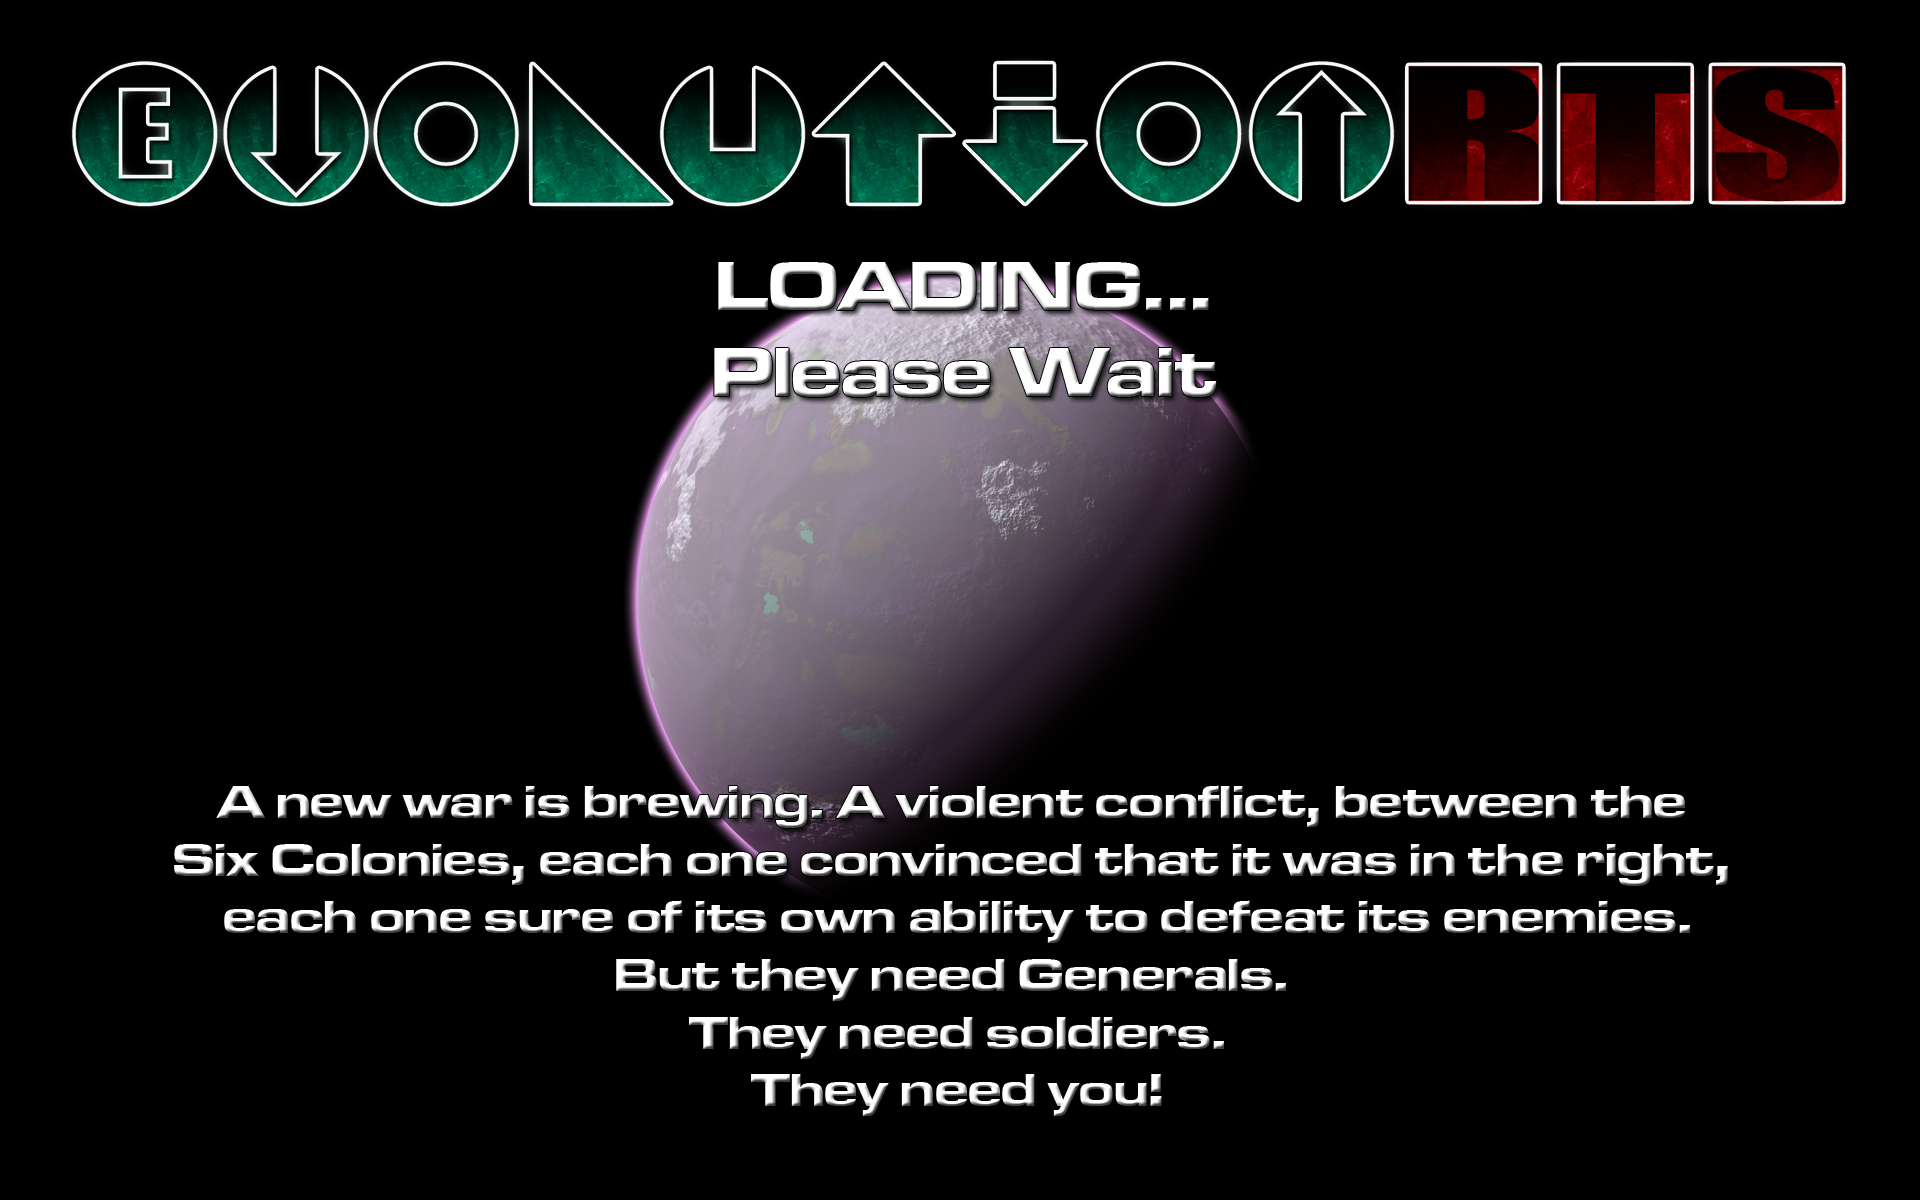 EVOLUTION RTS
LOADING...
Please Wait
A new war is brewing. A violent conflict, between the
Six Colonies, each one convinced that it was in the right,
each one sure of its own ability to defeat its enemies.
But they need Generals.
They need soldiers.
They need you!